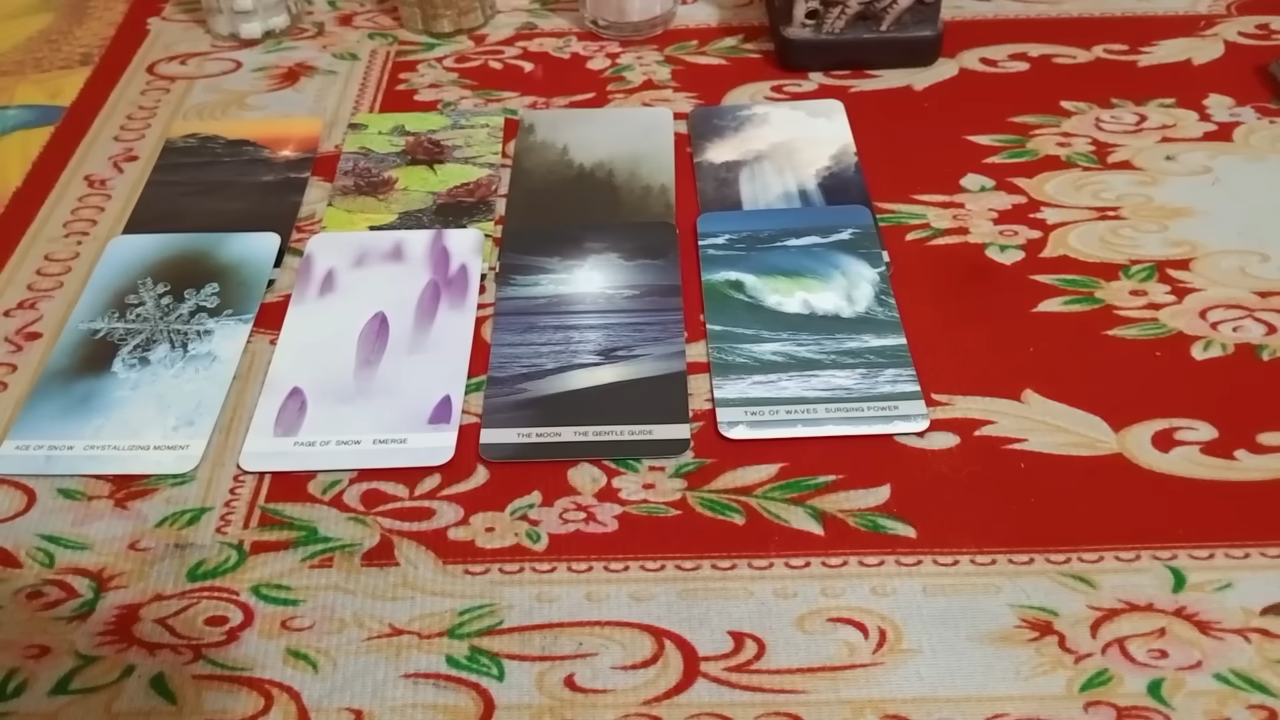 ACE OF SNOW CRYSTALLIZING MOMENT
PAGE OF SNOW EMERGE
THE MOON THE GENTLE GUIDE
TWO OF WAVES SURGING POWER